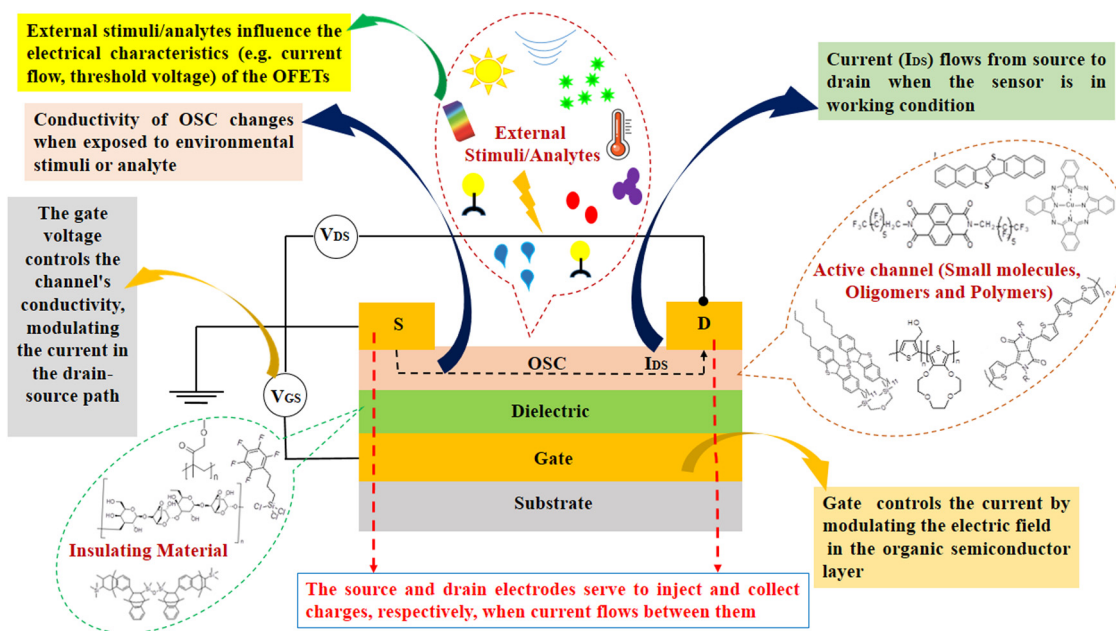 External stimuli/analytes influence the
electrical characteristics (e.g. current
flow, threshold voltage) of the OFETs
Conductivity of OSC changes
when exposed to environmental
stimuli or analyte
The gate
voltage
controls the
channel's
conductivity,
modulating
the current in
the drain-
source path
External
Stimuli/Analytes
Current (IDS) flows from source to
drain when the sensor is in
working condition
Active channel (Small molecules,
Oligomers and Polymers)
VDS
VGS
S
D
OSC
IDS
Dielectric
Gate
Substrate
Insulating Material
Gate controls the current by
modulating the electric field
in the organic semiconductor
layer
The source and drain electrodes serve to inject and collect
charges, respectively, when current flows between them